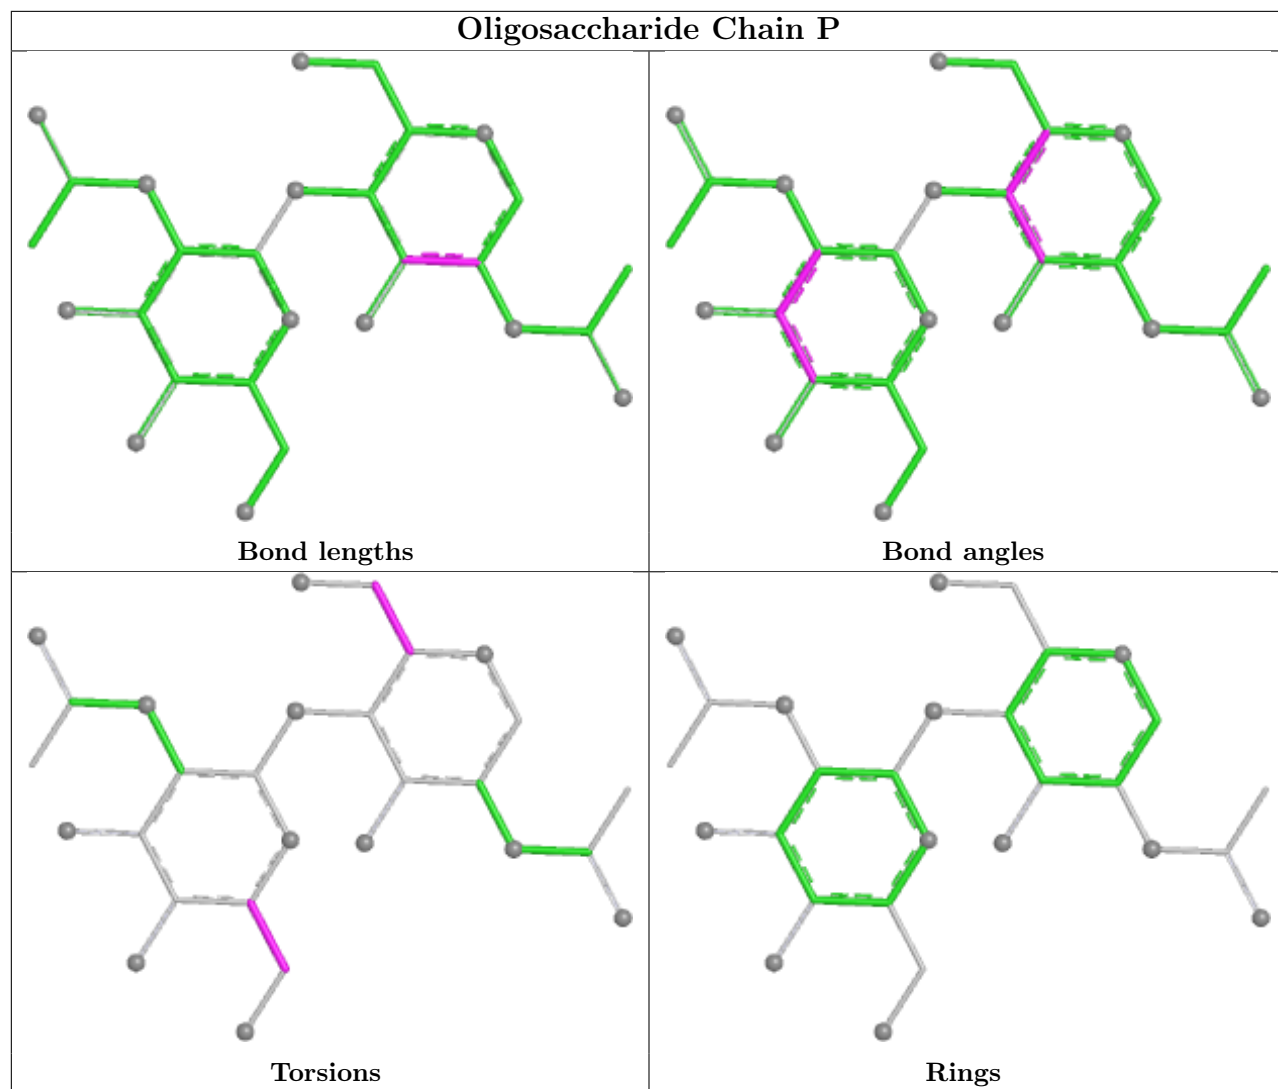 Oligosaccharide Chain P
Bond lengths
Bond angles
Torsions
Rings